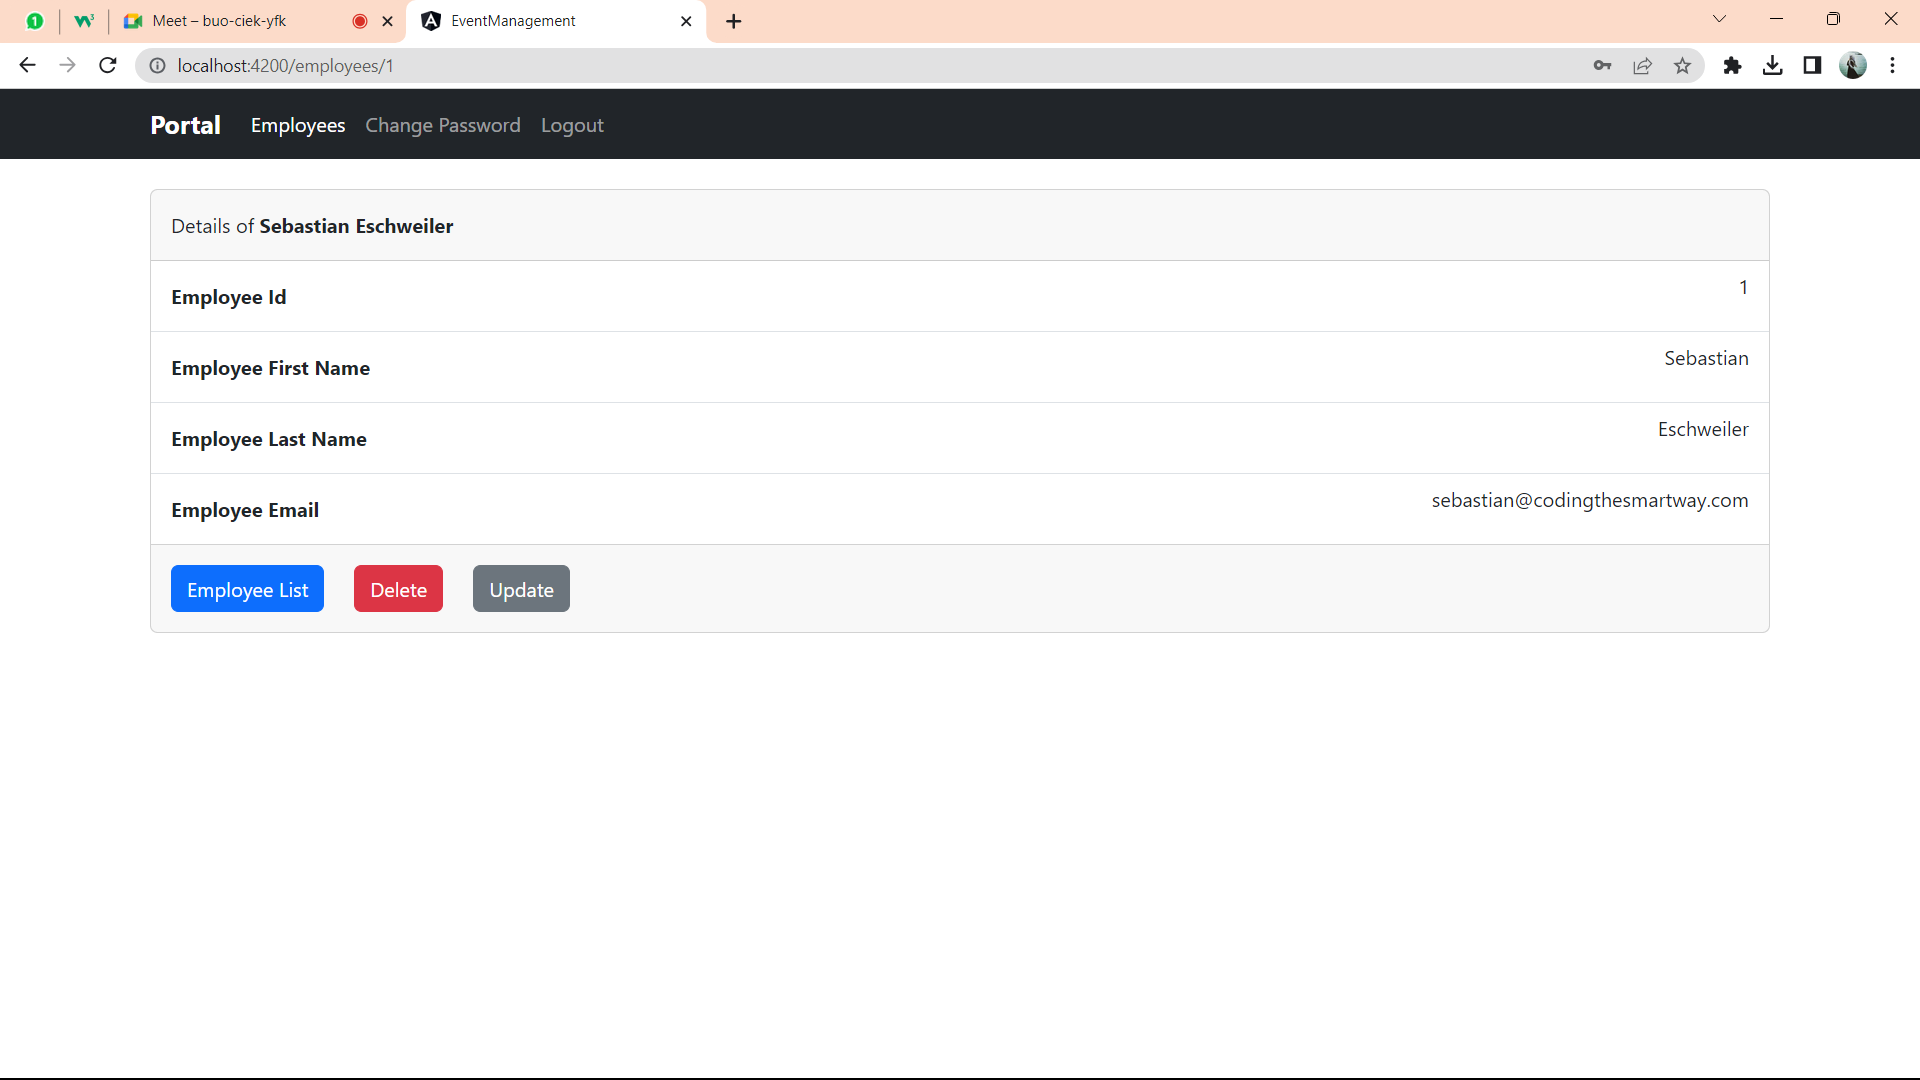 1 Meet – buo-ciek-yfk EventManagement
localhost:4200/employees/1
Portal Employees Change Password Logout
Details of Sebastian Eschweiler
Employee Id 1
Employee First Name Sebastian
Employee Last Name Eschweiler
Employee Email sebastian@codingthesmartway.com
Employee List Delete Update